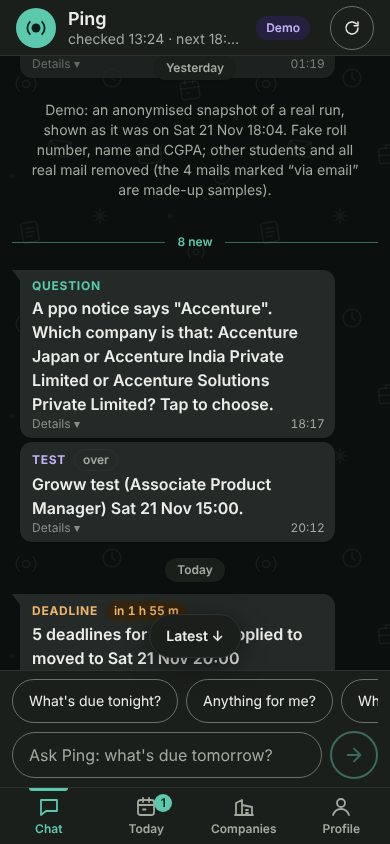 Ping
checked 13:24 · next 18:...
Demo
Details ▾
01:19
Yesterday
Demo: an anonymised snapshot of a real run,
shown as it was on Sat 21 Nov 18:04. Fake roll
number, name and CGPA; other students and all
real mail removed (the 4 mails marked “via email”
are made-up samples).
8 new
QUESTION
A ppo notice says "Accenture".
Which company is that: Accenture
Japan or Accenture India Private
Limited or Accenture Solutions
Private Limited? Tap to choose.
Details ▾
18:17
TEST over
Groww test (Associate Product
Manager) Sat 21 Nov 15:00.
Details ▾
20:12
Today
DEADLINE in 1 h 55 m
5 deadlines for pplied to
moved to Sat 21 Nov 20:00
Latest ↓
What's due tonight?
Anything for me?
Wh
Ask Ping: what's due tomorrow?
Chat
Today
1
Companies
Profile